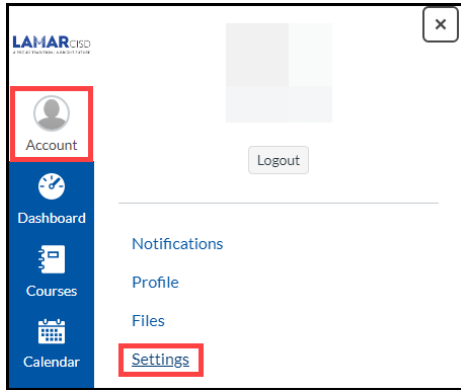 LAMAR CISD
×
Account
Logout
Dashboard
Notifications
Courses
Profile
Files
Calendar
Settings